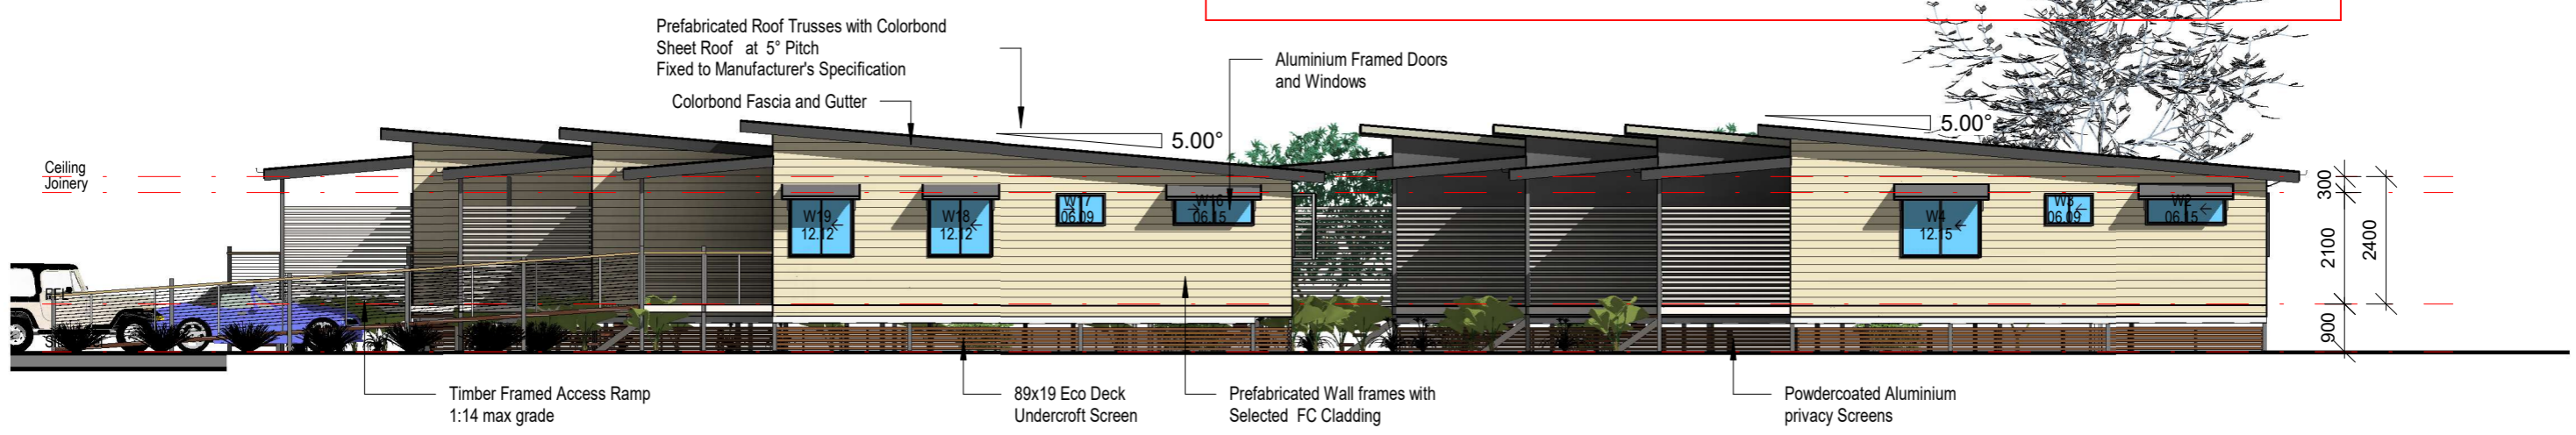 Prefabricated Roof Trusses with Colorbond
Sheet Roof at 5° Pitch
Fixed to Manufacturer's Specification
Colorbond Fascia and Gutter
Aluminium Framed Doors
and Windows
5.00°
5.00°
Ceiling
Joinery
W19
12.12
W18
12.12
W17
06.09
W16
06.15
W4
12.15
W3
06.09
W2
06.15
300
2100
2400
900
Timber Framed Access Ramp
1:14 max grade
89x19 Eco Deck
Undercroft Screen
Prefabricated Wall frames with
Selected FC Cladding
Powdercoated Aluminium
privacy Screens